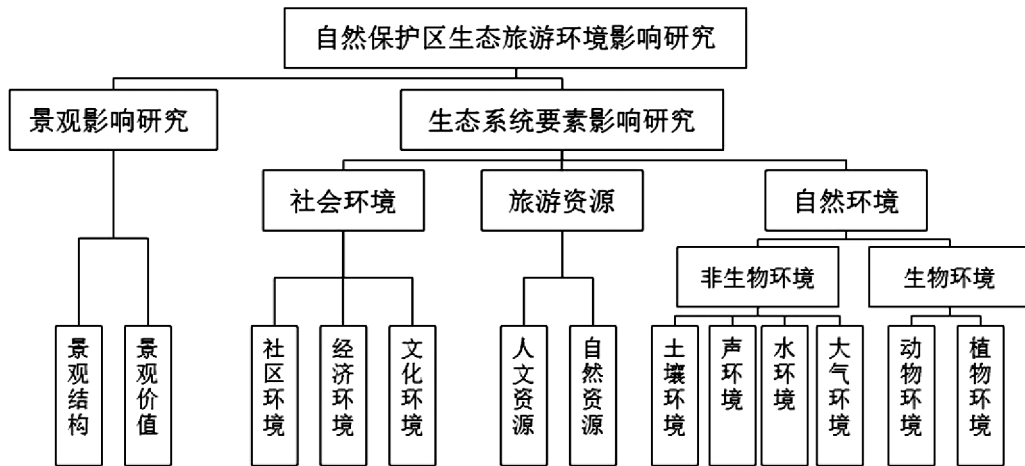 自然保护区生态旅游环境影响研究
景观影响研究
生态系统要素影响研究
社会环境
旅游资源
自然环境
非生物环境
生物环境
景观结构
景观价值
社区环境
经济环境
文化环境
人文资源
自然资源
土壤环境
声环境
水环境
大气环境
动物环境
植物环境